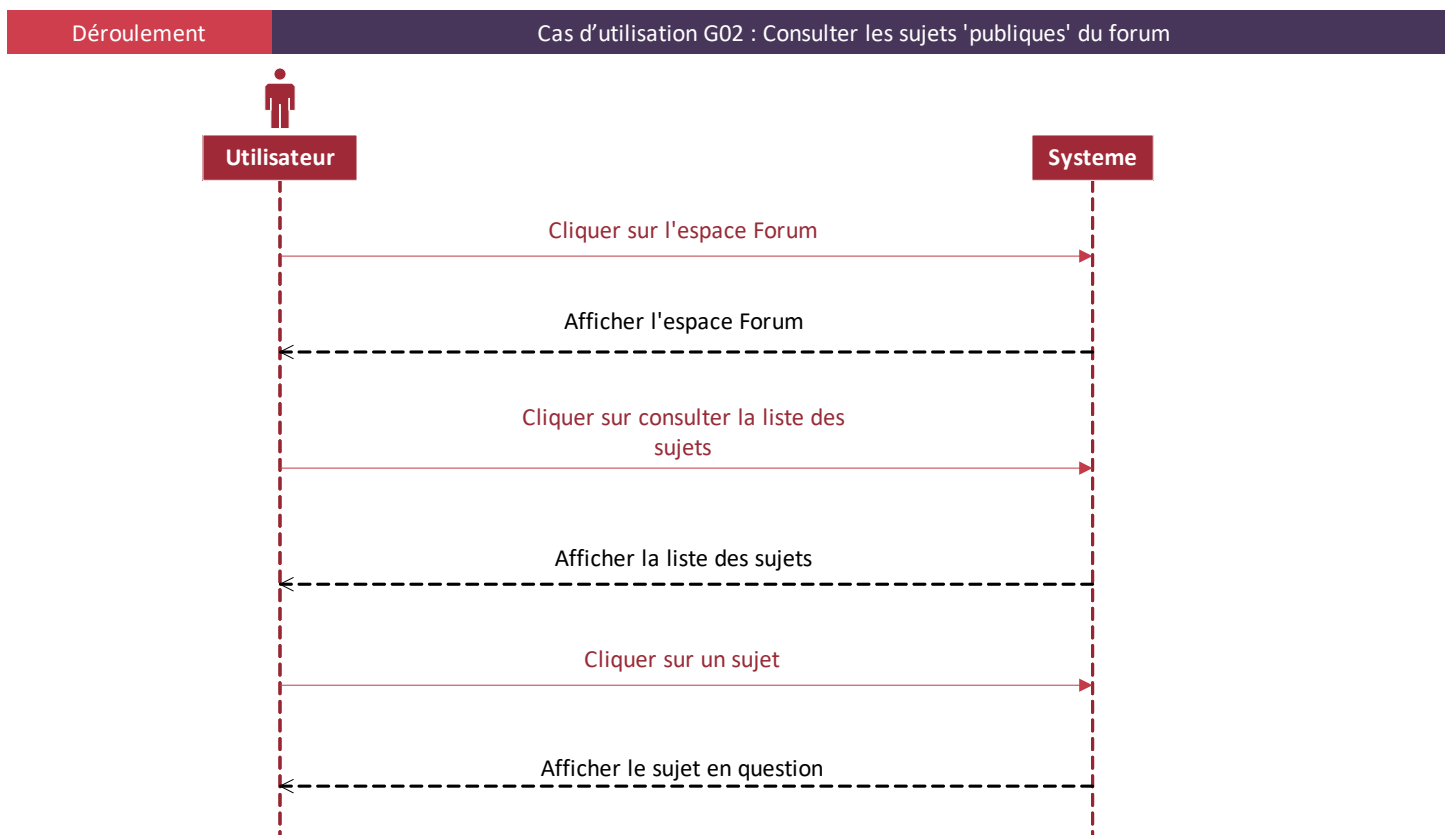 Déroulement
Cas d’utilisation G02 : Consulter les sujets 'publiques' du forum
Utilisateur
Systeme
Cliquer sur l'espace Forum
Afficher l'espace Forum
Cliquer sur consulter la liste des
sujets
Afficher la liste des sujets
Cliquer sur un sujet
Afficher le sujet en question